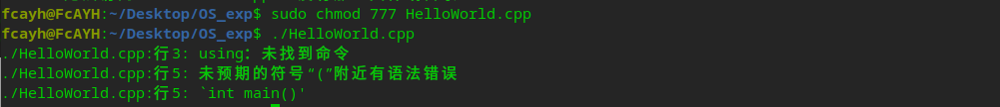 fcayh@FcAYH:~/Desktop/OS_exp$ sudo chmod 777 HelloWorld.cpp
fcayh@FcAYH:~/Desktop/OS_exp$ ./HelloWorld.cpp
./HelloWorld.cpp:行3: using：未找到命令
./HelloWorld.cpp:行5: 未预期的符号“(”附近有语法错误
./HelloWorld.cpp:行5: `int main()'